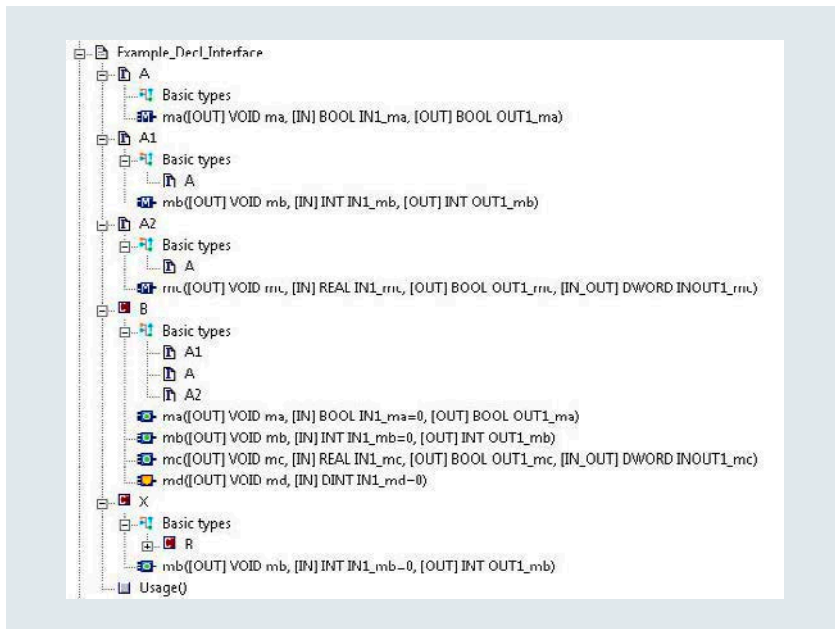 Example_Decl_Interface
A
Basic types
ma([OUT] VOID ma, [IN] BOOL IN1_ma, [OUT] BOOL OUT1_ma)
A1
Basic types
A
mb([OUT] VOID mb, [IN] INT IN1_mb, [OUT] INT OUT1_mb)
A2
Basic types
A
mc([OUT] VOID mc, [IN] REAL IN1_mc, [OUT] BOOL OUT1_mc, [IN_OUT] DWORD INOUT1_mc)
B
Basic types
A1
A
A2
ma([OUT] VOID ma, [IN] BOOL IN1_ma=0, [OUT] BOOL OUT1_ma)
mb([OUT] VOID mb, [IN] INT IN1_mb=0, [OUT] INT OUT1_mb)
mc([OUT] VOID mc, [IN] REAL IN1_mc, [OUT] BOOL OUT1_mc, [IN_OUT] DWORD INOUT1_mc)
md([OUT] VOID md, [IN] DINT IN1_md=0)
X
Basic types
B
mb([OUT] VOID mb, [IN] INT IN1_mb=0, [OUT] INT OUT1_mb)
Usage()